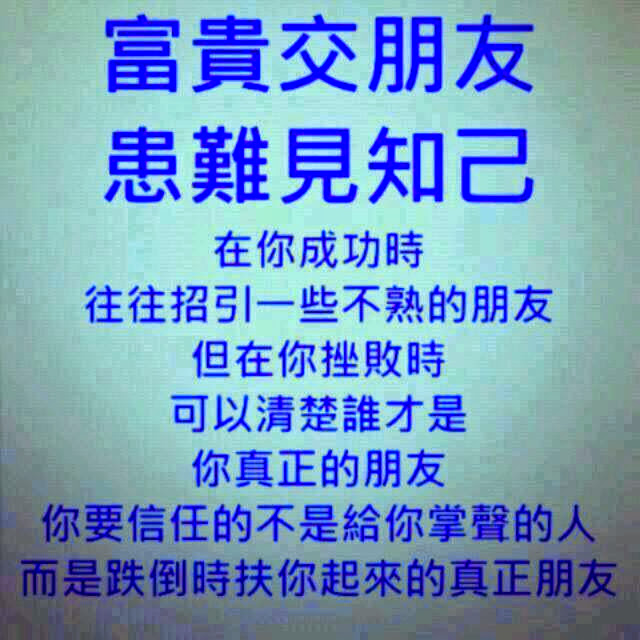 富貴交朋友
患難見知己
在你成功時
往往招引一些不熟的朋友
但在你挫敗時
可以清楚誰才是
你真正的朋友
你要信任的不是給你掌聲的人
而是跌倒時扶你起來的真正朋友